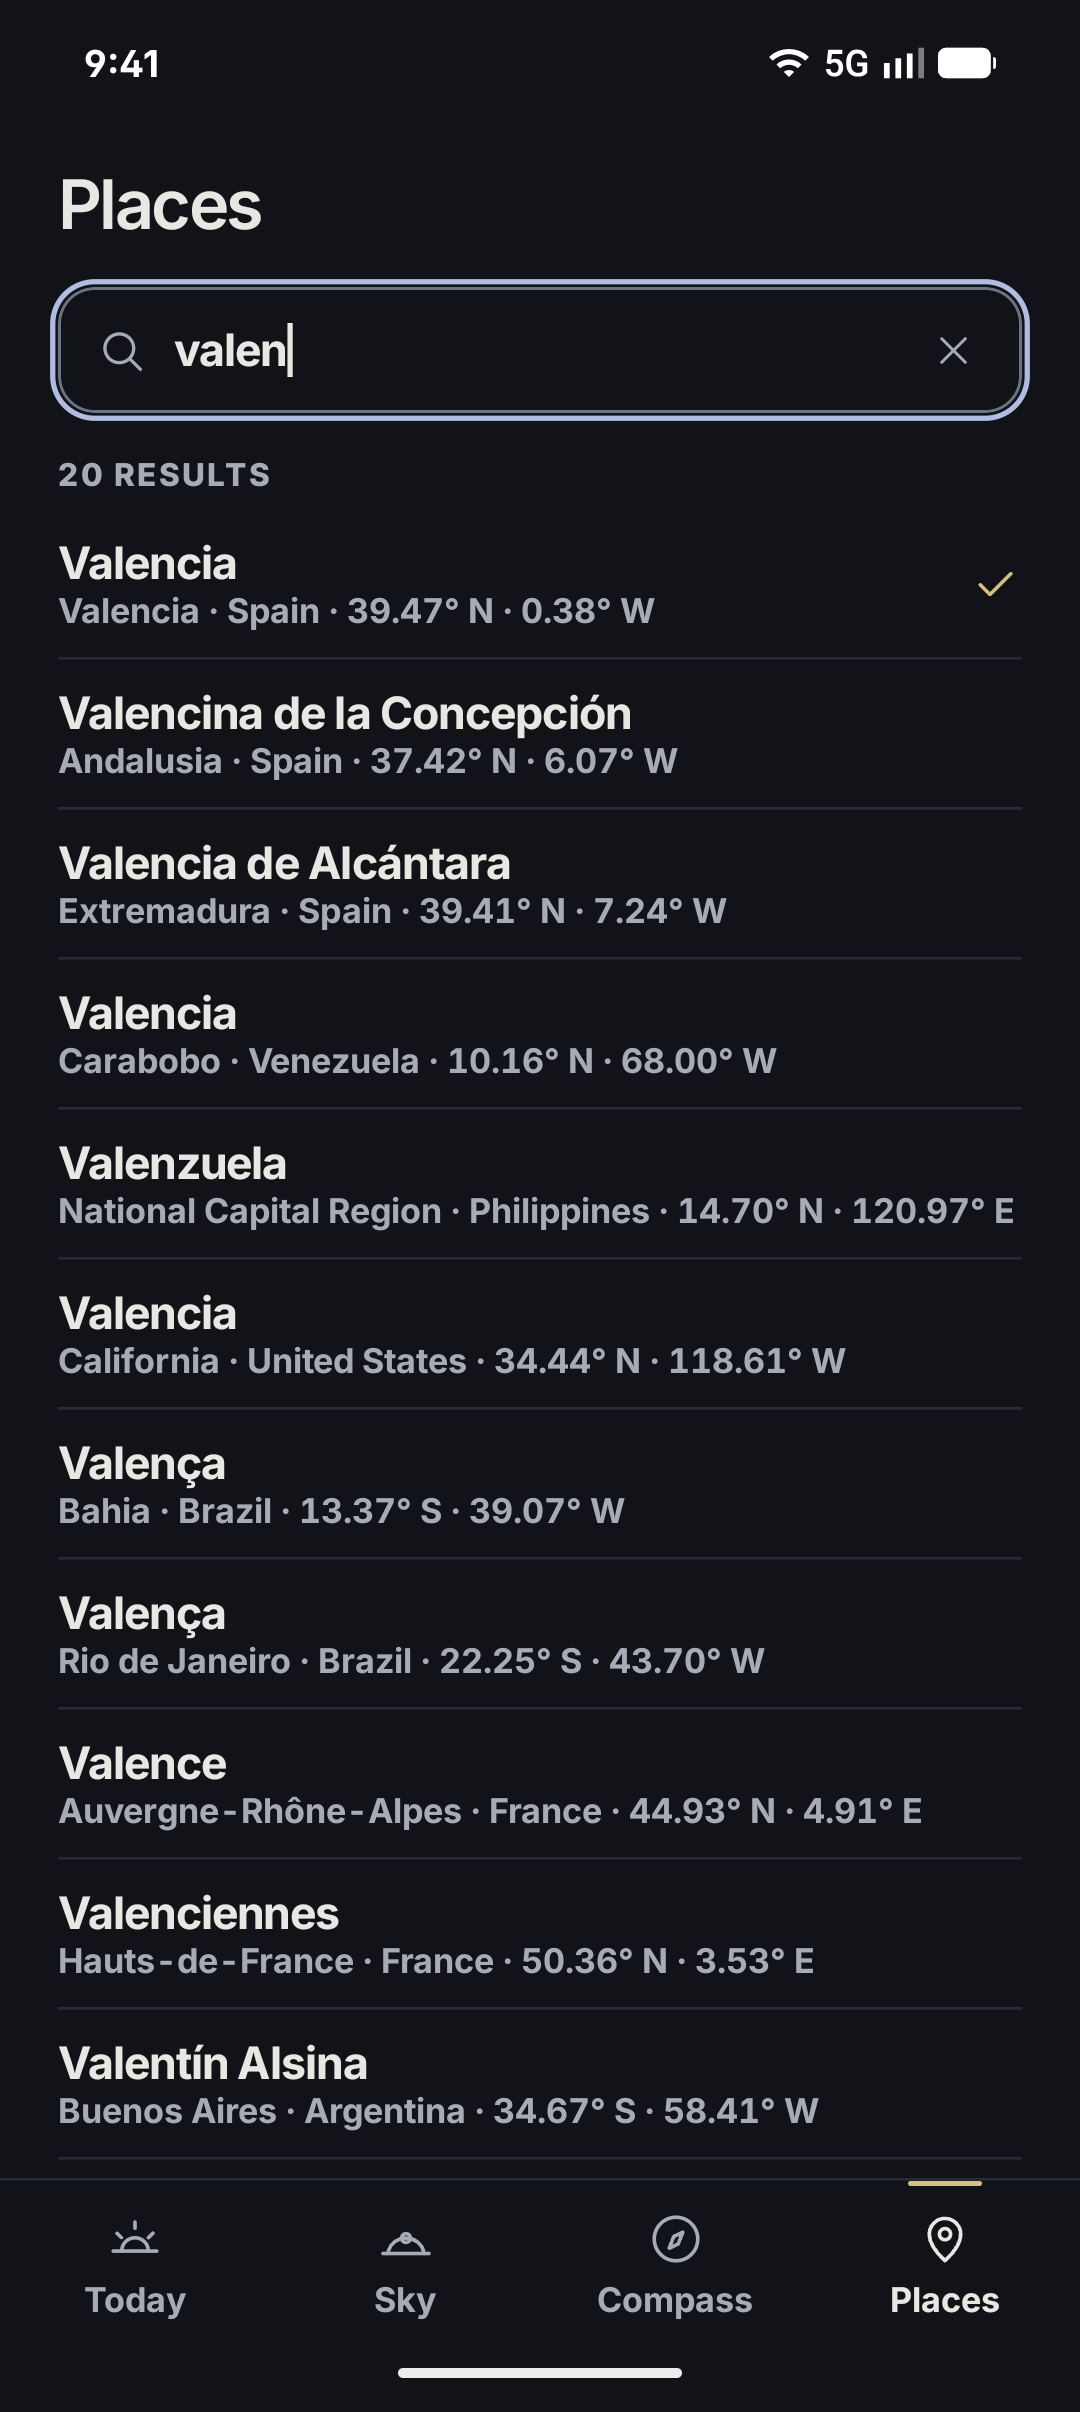 9:41
5G
Places
valen
20 RESULTS
Valencia
Valencia · Spain · 39.47° N · 0.38° W
Valencina de la Concepción
Andalusia · Spain · 37.42° N · 6.07° W
Valencia de Alcántara
Extremadura · Spain · 39.41° N · 7.24° W
Valencia
Carabobo · Venezuela · 10.16° N · 68.00° W
Valenzuela
National Capital Region · Philippines · 14.70° N · 120.97° E
Valencia
California · United States · 34.44° N · 118.61° W
Valença
Bahia · Brazil · 13.37° S · 39.07° W
Valença
Rio de Janeiro · Brazil · 22.25° S · 43.70° W
Valence
Auvergne-Rhône-Alpes · France · 44.93° N · 4.91° E
Valenciennes
Hauts-de-France · France · 50.36° N · 3.53° E
Valentín Alsina
Buenos Aires · Argentina · 34.67° S · 58.41° W
Today
Sky
Compass
Places